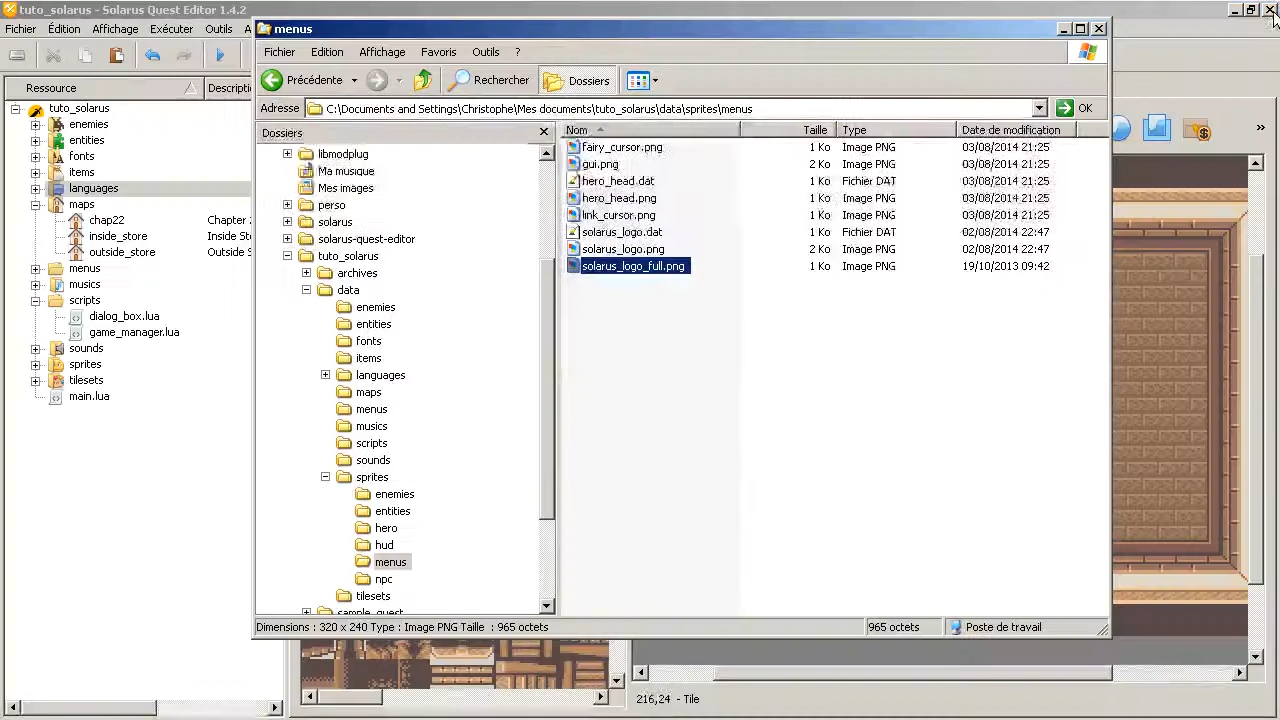 tuto_solarus - Solarus Quest Editor 1.4.2
Fichier Édition Affichage Exécuter Outils
Ressource Descripti
tuto_solarus
enemies
entities
fonts
items
languages
maps
chap22 Chapter
inside_store Inside St
outside_store Outside S
menus
musics
scripts
dialog_box.lua
game_manager.lua
sounds
sprites
tilesets
main.lua
menus
Fichier Edition Affichage Favoris Outils ?
Précédente Rechercher Dossiers
Adresse C:\Documents and Settings\Christophe\Mes documents\tuto_solarus\data\sprites\menus OK
Dossiers
libmodplug
Ma musique
Mes images
perso
solarus
solarus-quest-editor
tuto_solarus
archives
data
enemies
entities
fonts
items
languages
maps
menus
musics
scripts
sounds
sprites
enemies
entities
hero
hud
menus
npc
tilesets
sample_quest
Nom Taille Type Date de modification
fairy_cursor.png 1 Ko Image PNG 03/08/2014 21:25
gui.png 2 Ko Image PNG 03/08/2014 21:25
hero_head.dat 1 Ko Fichier DAT 03/08/2014 21:25
hero_head.png 1 Ko Image PNG 03/08/2014 21:25
link_cursor.png 1 Ko Image PNG 03/08/2014 21:25
solarus_logo.dat 1 Ko Fichier DAT 02/08/2014 22:47
solarus_logo.png 2 Ko Image PNG 02/08/2014 22:47
solarus_logo_full.png 1 Ko Image PNG 19/10/2013 09:42
Dimensions : 320 x 240 Type : Image PNG Taille : 965 octets 965 octets Poste de travail
216,24 - Tile